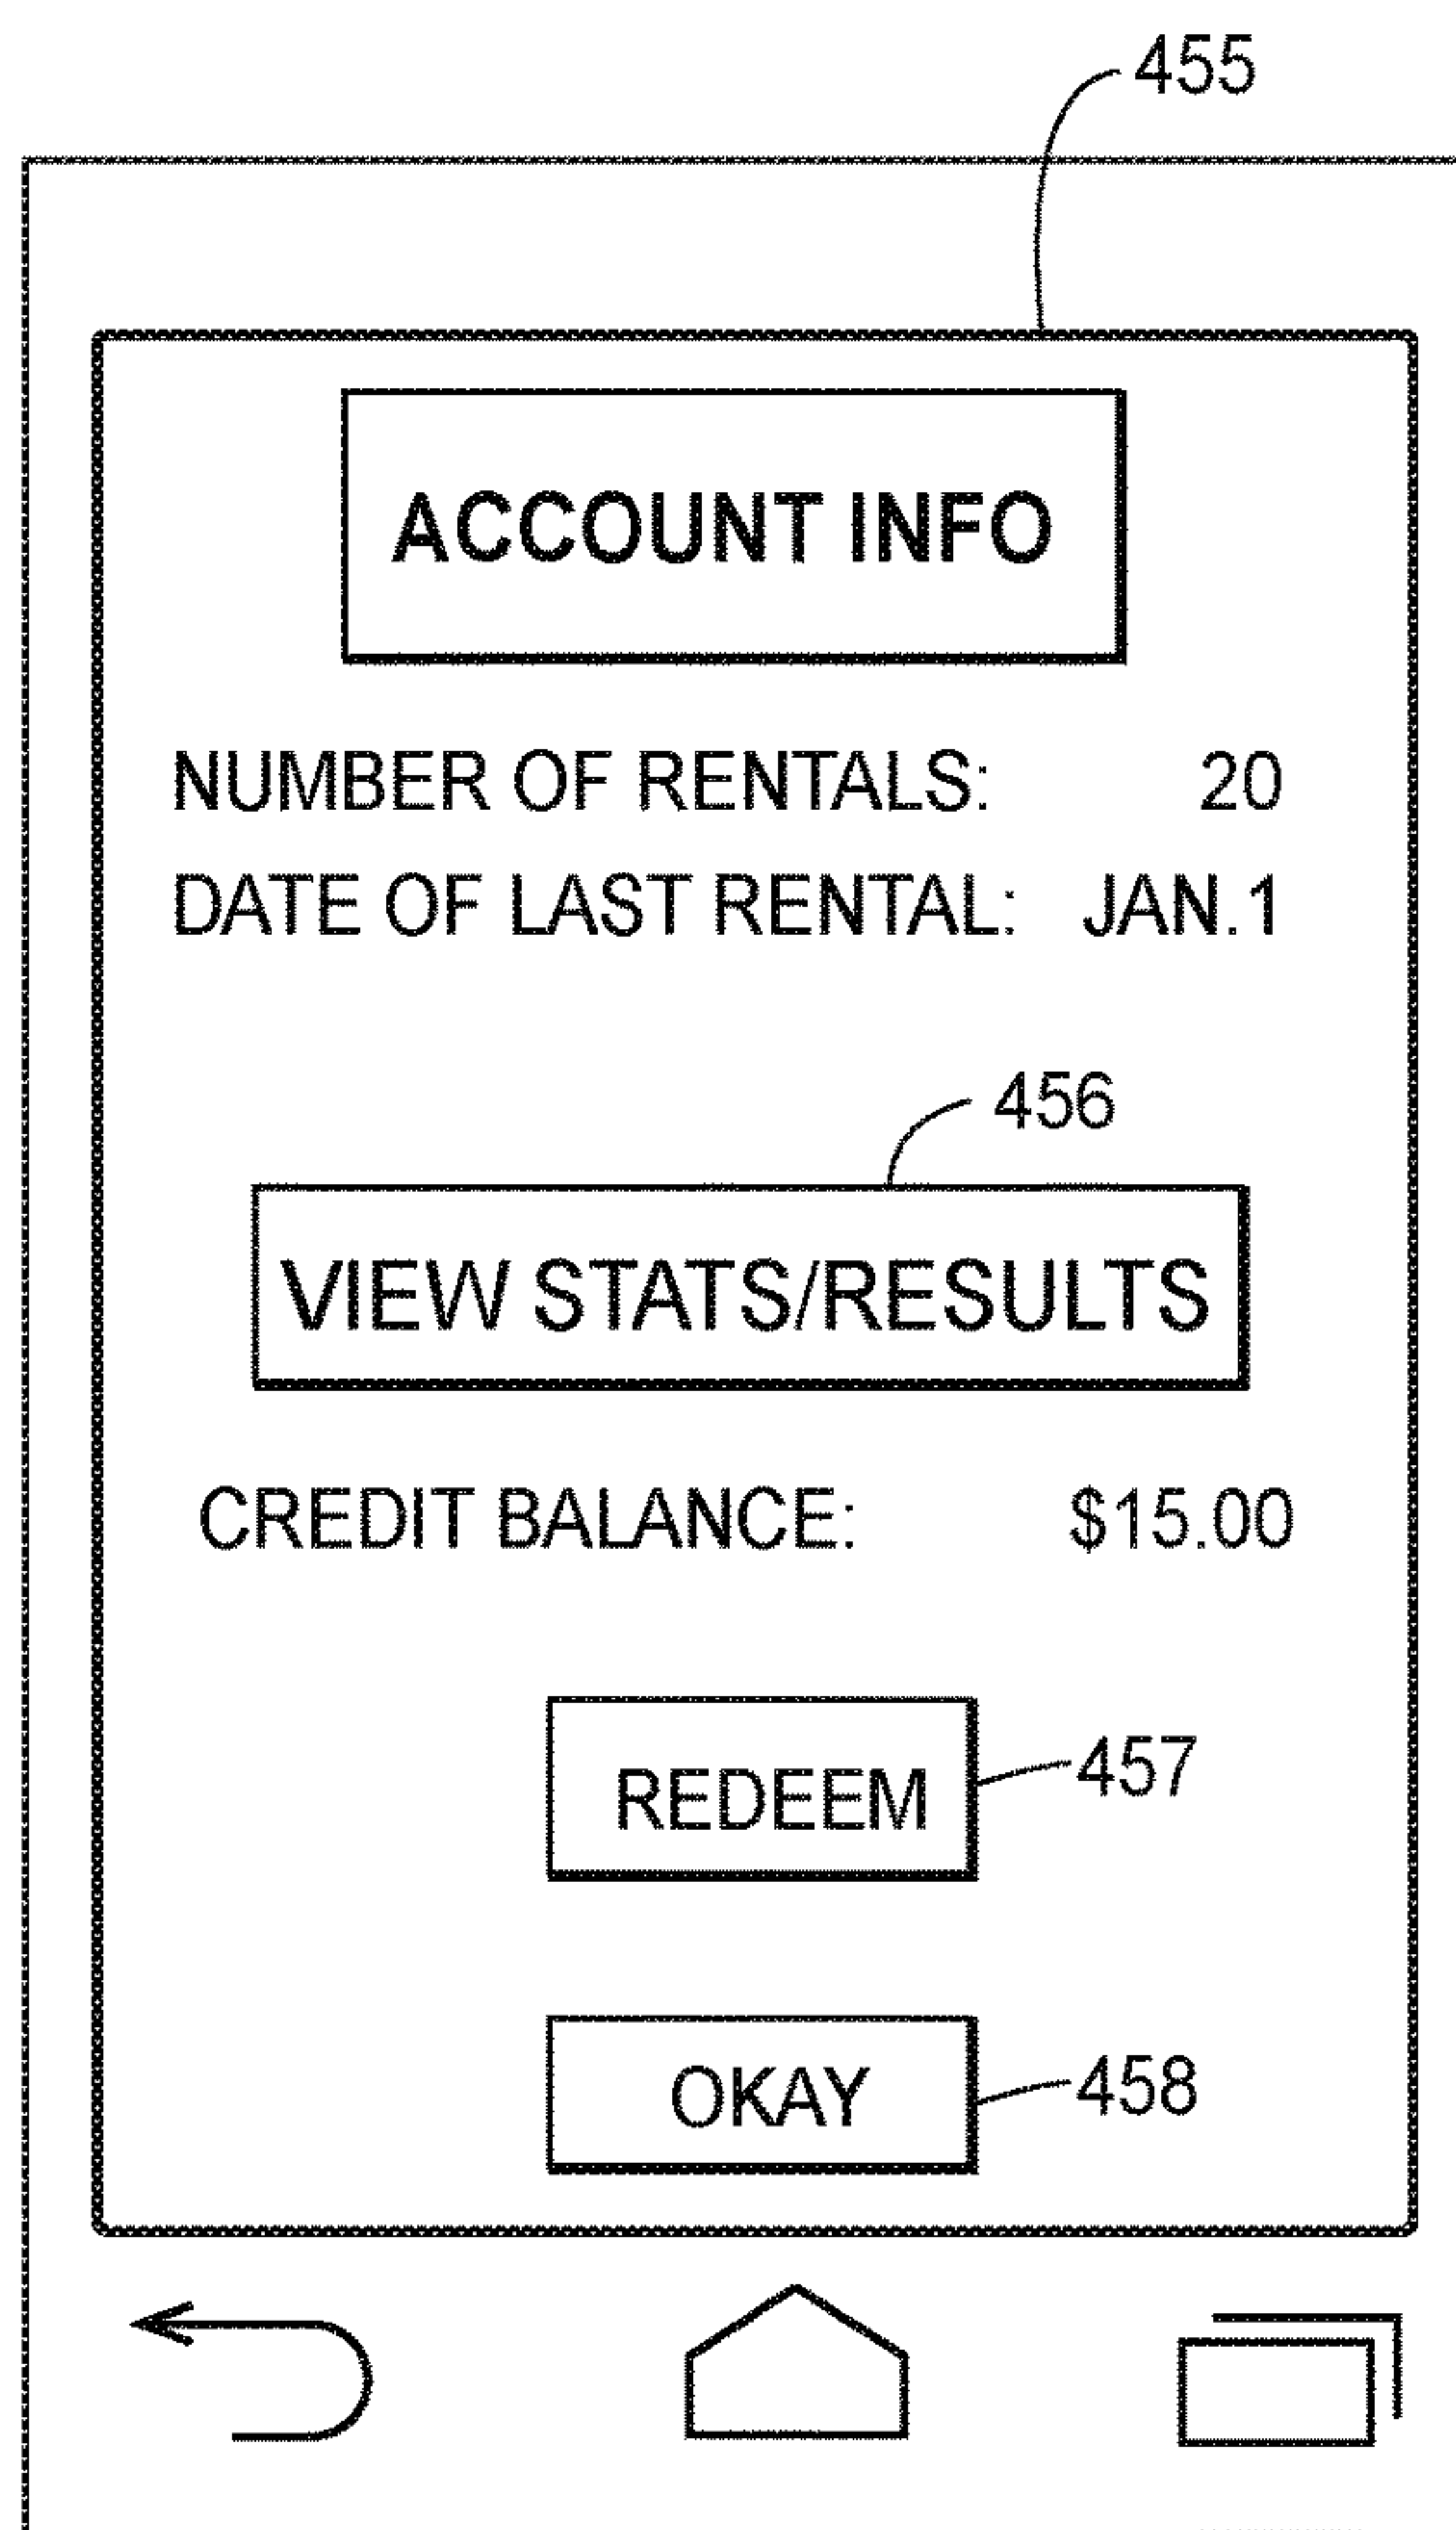 455
ACCOUNT INFO
NUMBER OF RENTALS: 20
DATE OF LAST RENTAL: JAN.1
456
VIEW STATS/RESULTS
CREDIT BALANCE: $15.00
REDEEM 457
OKAY 458